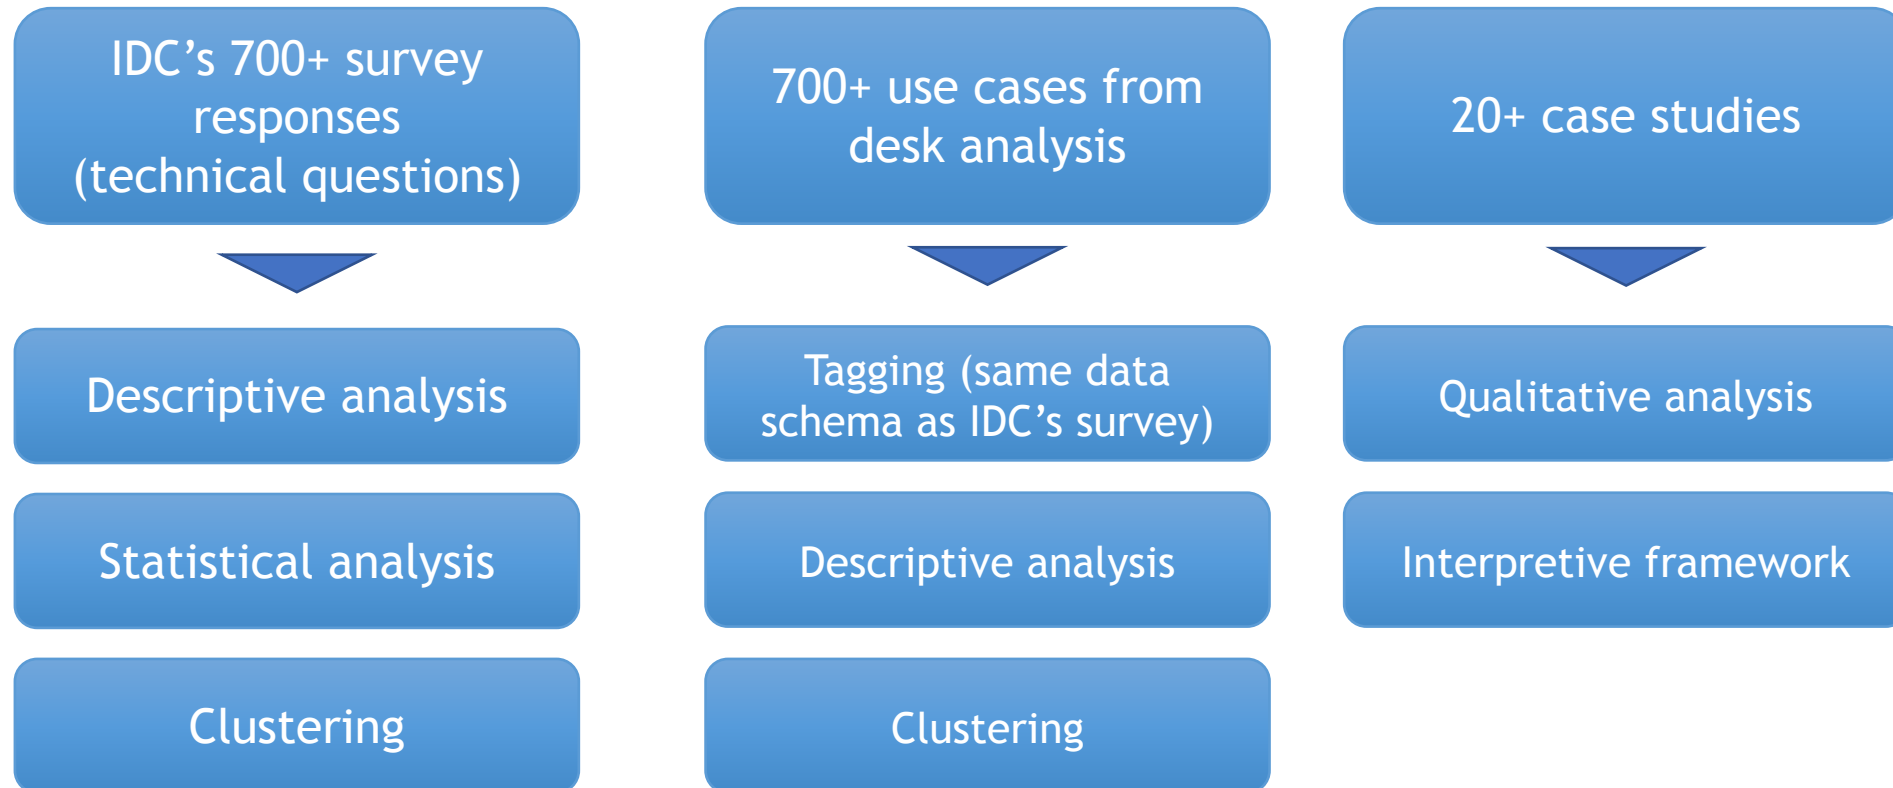 IDC’s 700+ survey
responses
(technical questions)
Descriptive analysis
Statistical analysis
Clustering
700+ use cases from
desk analysis
Tagging (same data
schema as IDC’s survey)
Descriptive analysis
Clustering
20+ case studies
Qualitative analysis
Interpretive framework